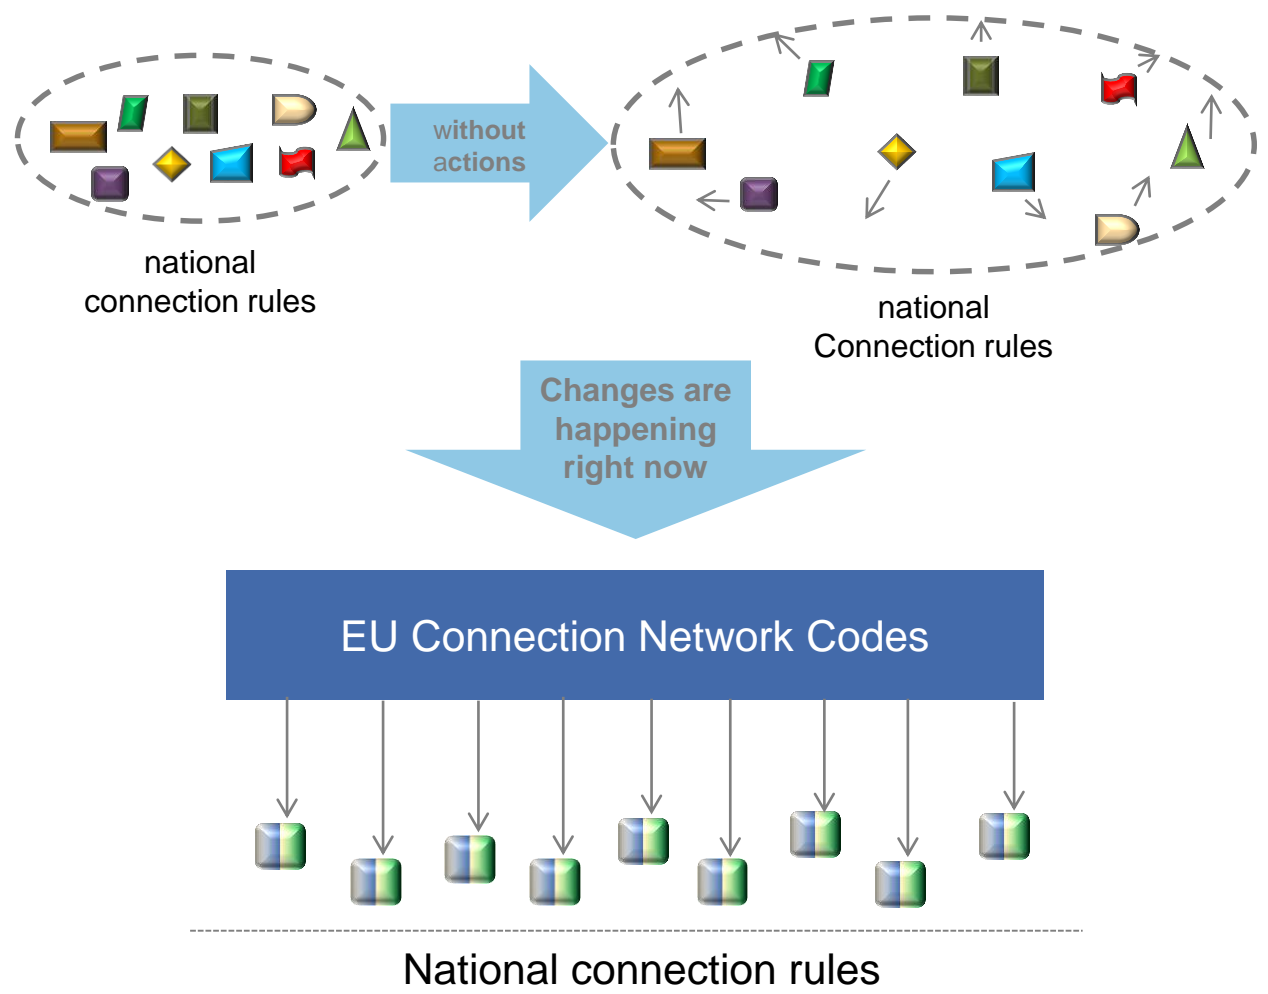 without
actions
national
connection rules
national
Connection rules
Changes are
happening
right now
EU Connection Network Codes
National connection rules